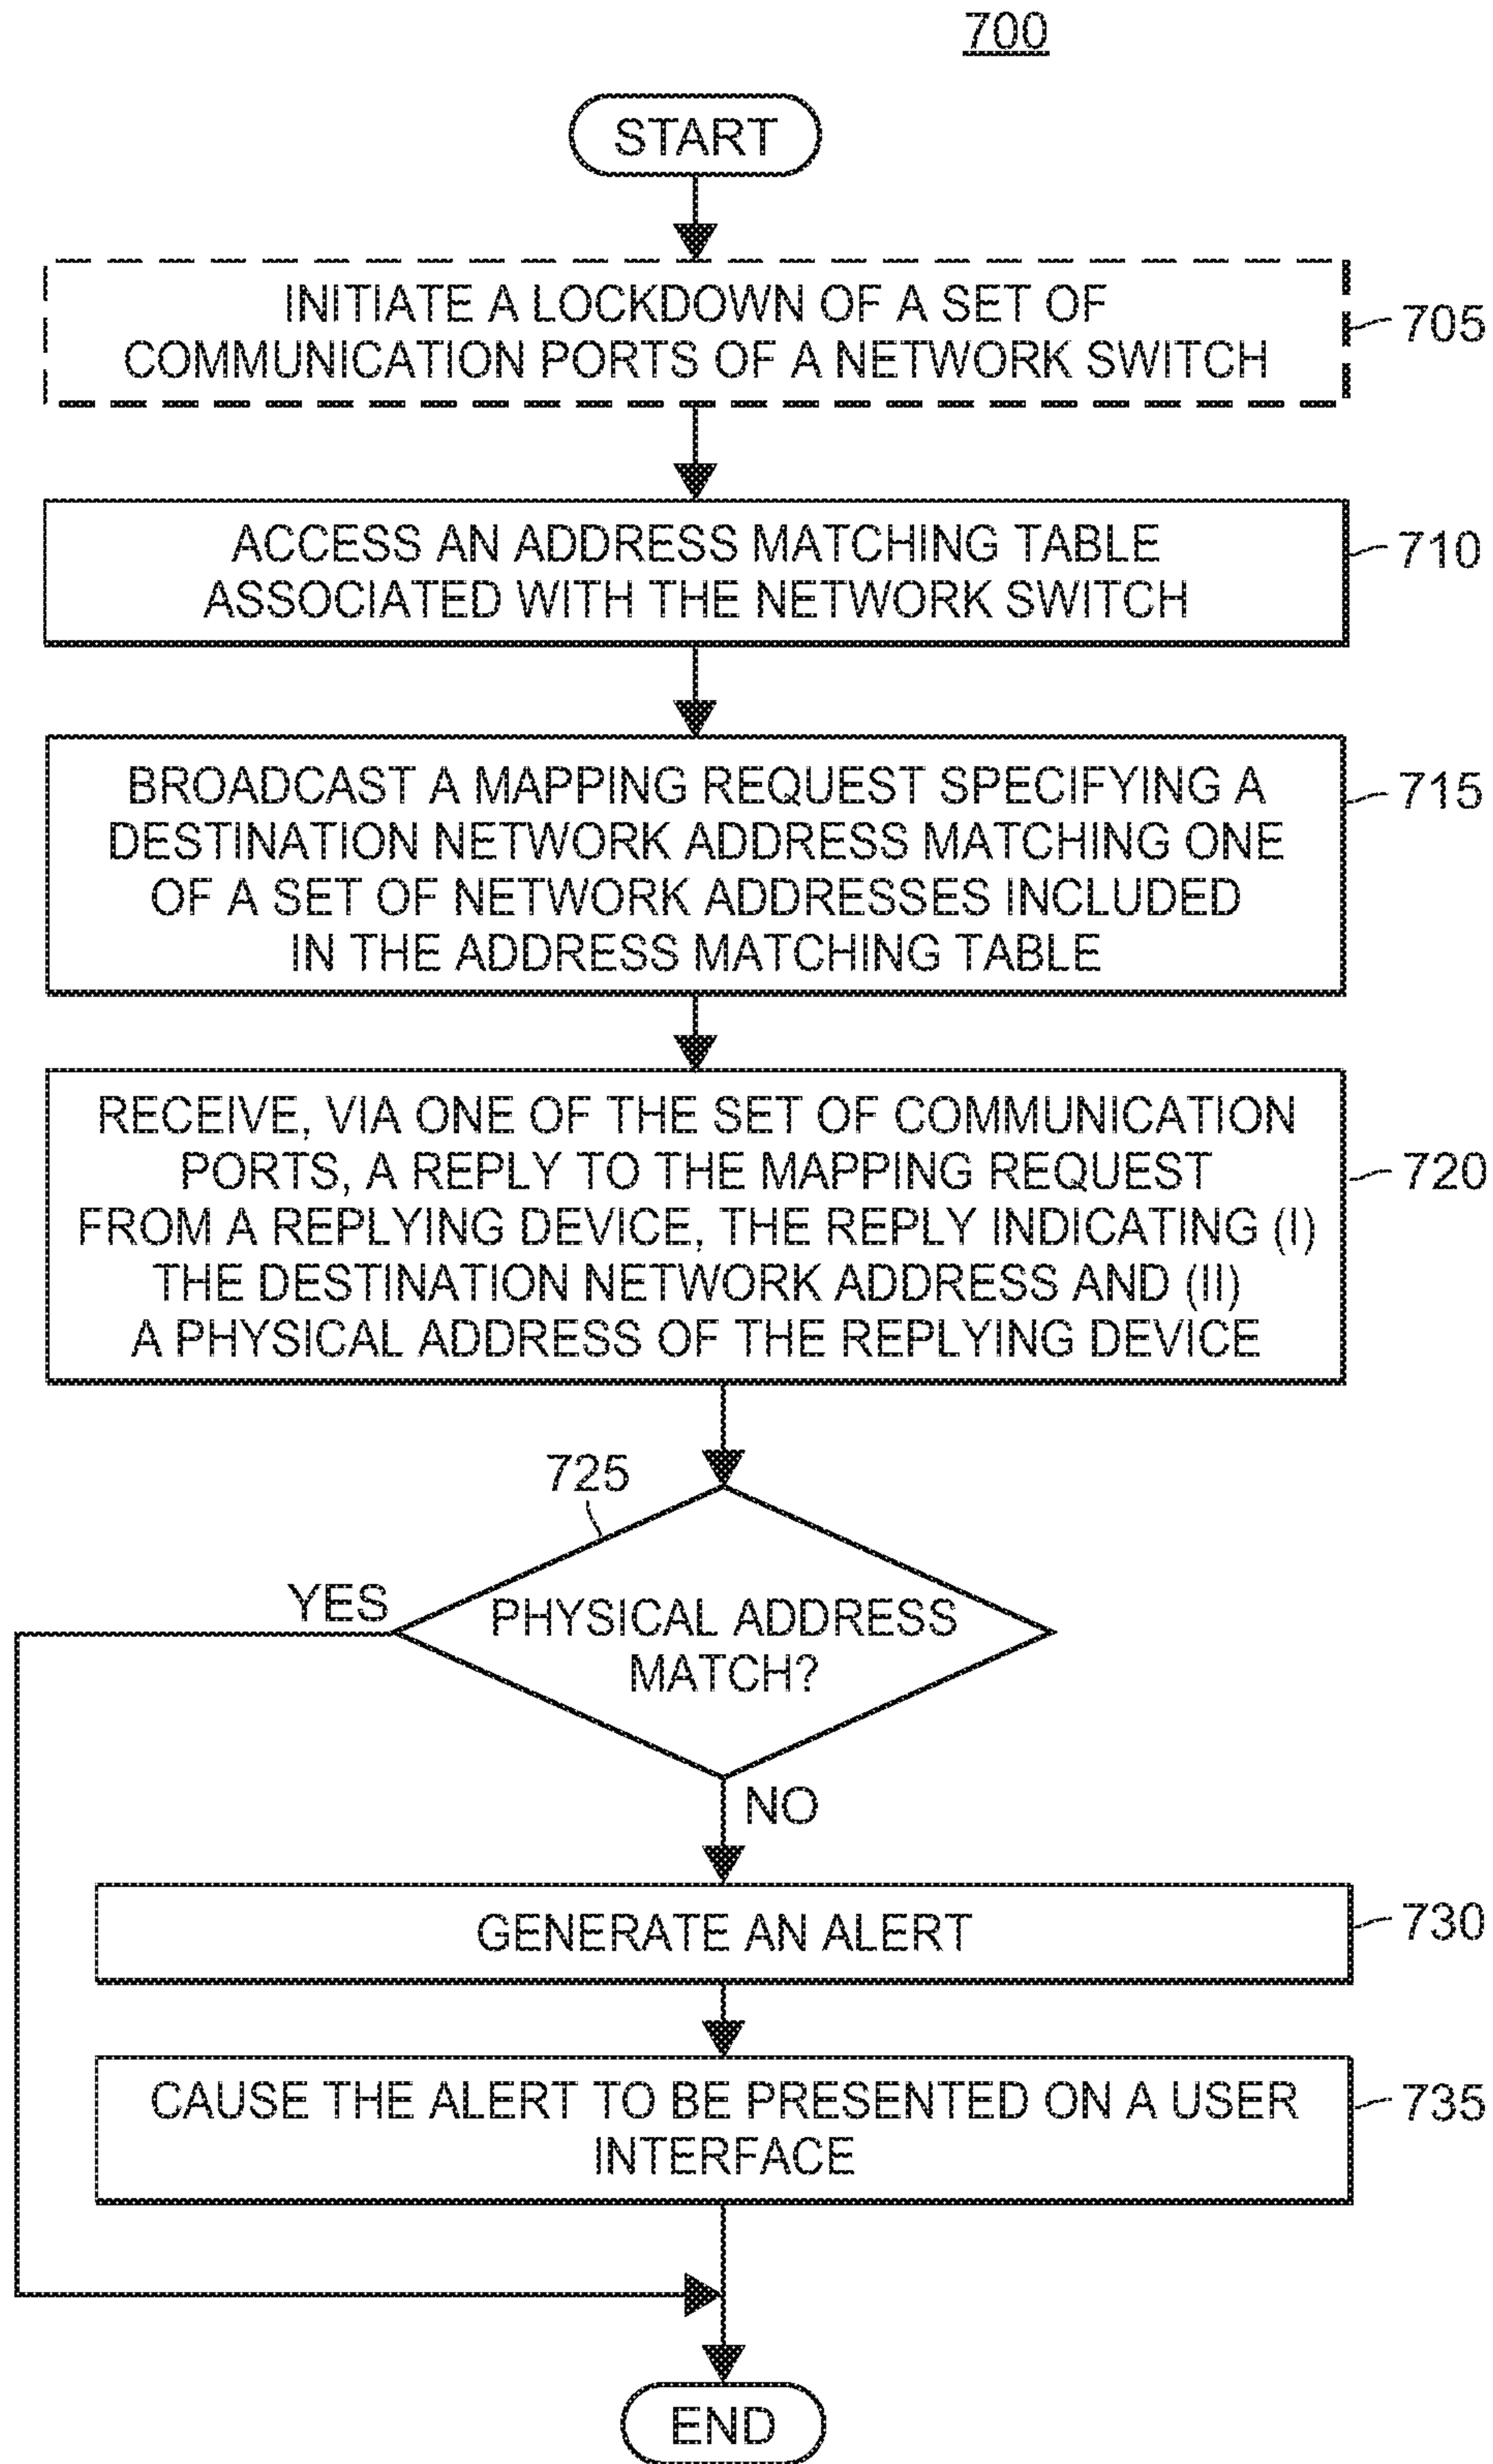 700
START
INITIATE A LOCKDOWN OF A SET OF
COMMUNICATION PORTS OF A NETWORK SWITCH
705
ACCESS AN ADDRESS MATCHING TABLE
ASSOCIATED WITH THE NETWORK SWITCH
710
BROADCAST A MAPPING REQUEST SPECIFYING A
DESTINATION NETWORK ADDRESS MATCHING ONE
OF A SET OF NETWORK ADDRESSES INCLUDED
IN THE ADDRESS MATCHING TABLE
715
RECEIVE, VIA ONE OF THE SET OF COMMUNICATION
PORTS, A REPLY TO THE MAPPING REQUEST
FROM A REPLYING DEVICE, THE REPLY INDICATING (I)
THE DESTINATION NETWORK ADDRESS AND (II)
A PHYSICAL ADDRESS OF THE REPLYING DEVICE
720
725
YES
PHYSICAL ADDRESS
MATCH?
NO
GENERATE AN ALERT
730
CAUSE THE ALERT TO BE PRESENTED ON A USER
INTERFACE
735
END